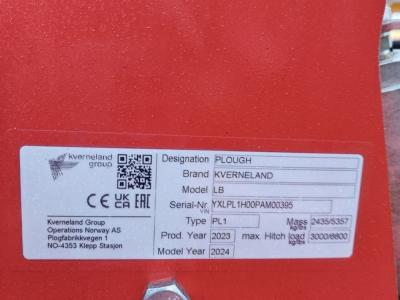 kverneland
group
Designation PLOUGH
Brand KVERNELAND
Model LB
Serial-Nr/VIN YXLPL1H00PAM00395
Type PL1 Mass kg/lbs 2435/5357
Prod. Year 2023 max. Hitch load kg/lbs 3000/6600
Model Year 2024
CE UK CA EAC
Kverneland Group
Operations Norway AS
Plogfabrikkvegen 1
NO-4353 Klepp Stasjon